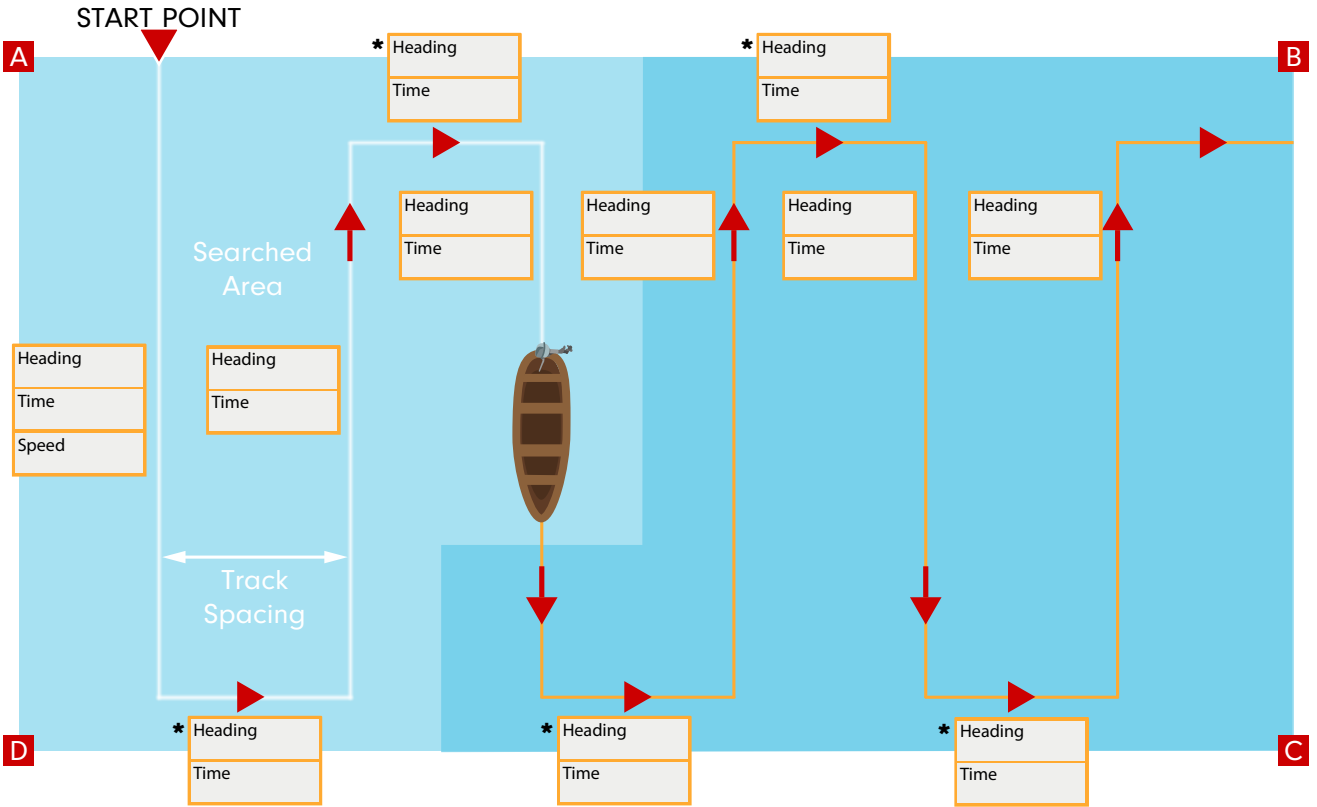 START POINT
A
* Heading
Time
* Heading
Time
B
Heading
Time
Heading
Time
Heading
Time
Heading
Time
Searched
Area
Heading
Time
Speed
Heading
Time
Track
Spacing
D
* Heading
Time
* Heading
Time
* Heading
Time
C